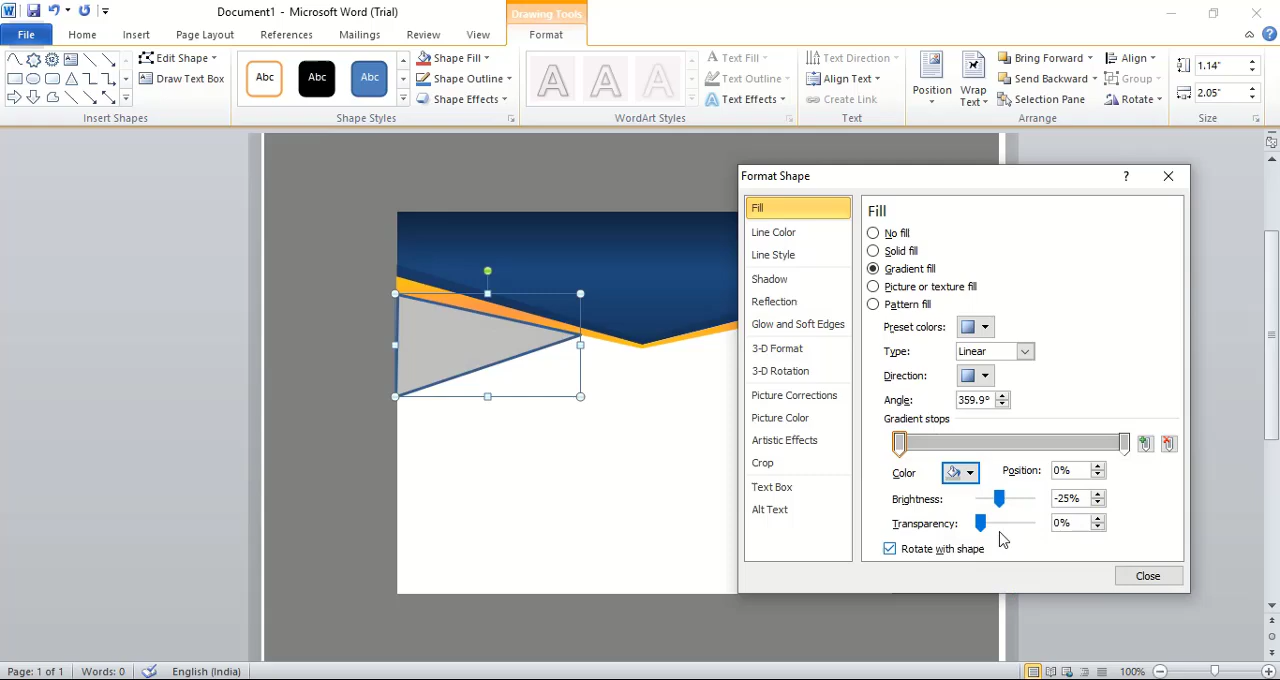 Document1 - Microsoft Word (Trial)
Drawing Tools
File Home Insert Page Layout References Mailings Review View Format
Edit Shape
Draw Text Box
Insert Shapes
Abc Abc Abc
Shape Fill
Shape Outline
Shape Effects
Shape Styles
A A A
Text Fill
Text Outline
Text Effects
WordArt Styles
Text Direction
Align Text
Create Link
Text
Position
Wrap
Text
Bring Forward
Send Backward
Selection Pane
Align
Group
Rotate
Arrange
1.14"
2.05"
Size
Format Shape
Fill
Line Color
Line Style
Shadow
Reflection
Glow and Soft Edges
3-D Format
3-D Rotation
Picture Corrections
Picture Color
Artistic Effects
Crop
Text Box
Alt Text
Fill
No fill
Solid fill
Gradient fill
Picture or texture fill
Pattern fill
Preset colors:
Type: Linear
Direction:
Angle: 359.9°
Gradient stops
Color Position: 0%
Brightness: -25%
Transparency: 0%
Rotate with shape
Close
Page: 1 of 1 Words: 0 English (India) 100%